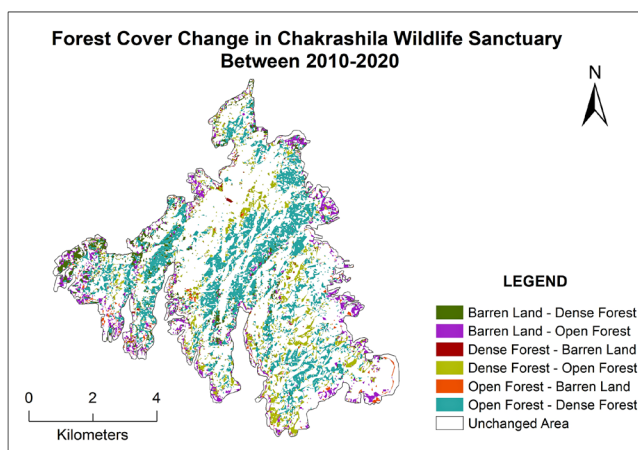 Forest Cover Change in Chakrashila Wildlife Sanctuary
Between 2010-2020
N
LEGEND
Barren Land - Dense Forest
Barren Land - Open Forest
Dense Forest - Barren Land
Dense Forest - Open Forest
Open Forest - Barren Land
Open Forest - Dense Forest
Unchanged Area
0 2 4
Kilometers